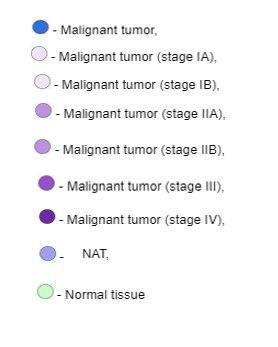 - Malignant tumor,
- Malignant tumor (stage IA),
- Malignant tumor (stage IB),
- Malignant tumor (stage IIA),
- Malignant tumor (stage IIB),
- Malignant tumor (stage III),
- Malignant tumor (stage IV),
- NAT,
- Normal tissue